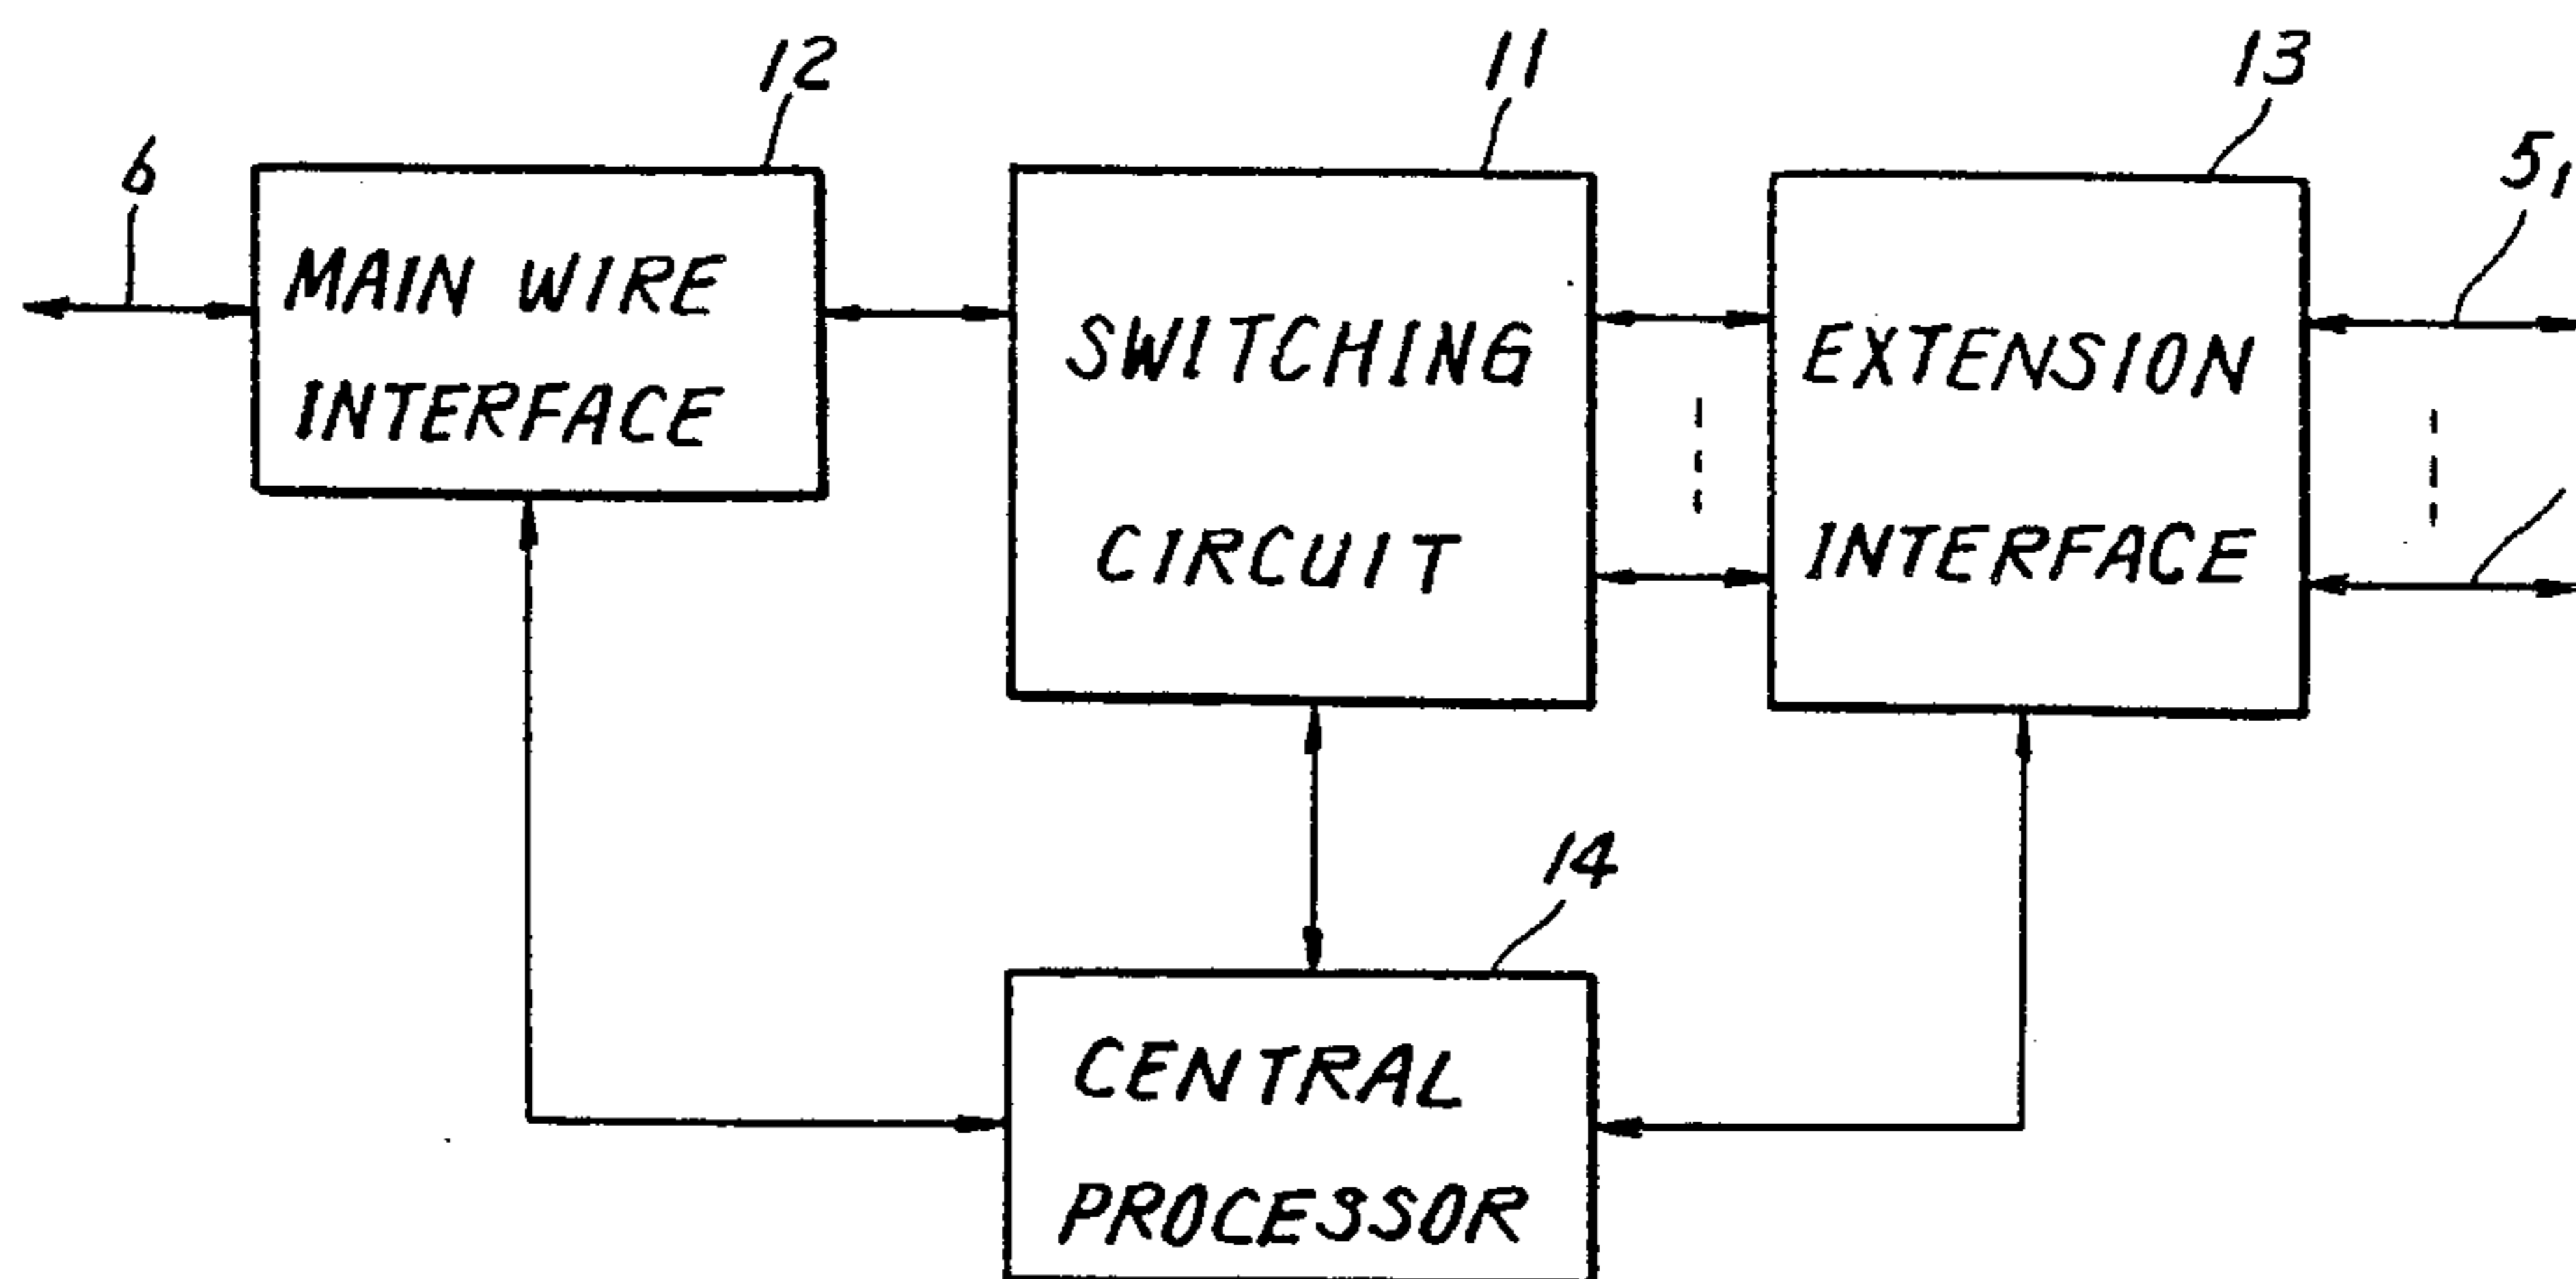 12
11
13
6
5₁
MAIN WIRE
INTERFACE
SWITCHING
CIRCUIT
EXTENSION
INTERFACE
14
CENTRAL
PROCESSOR